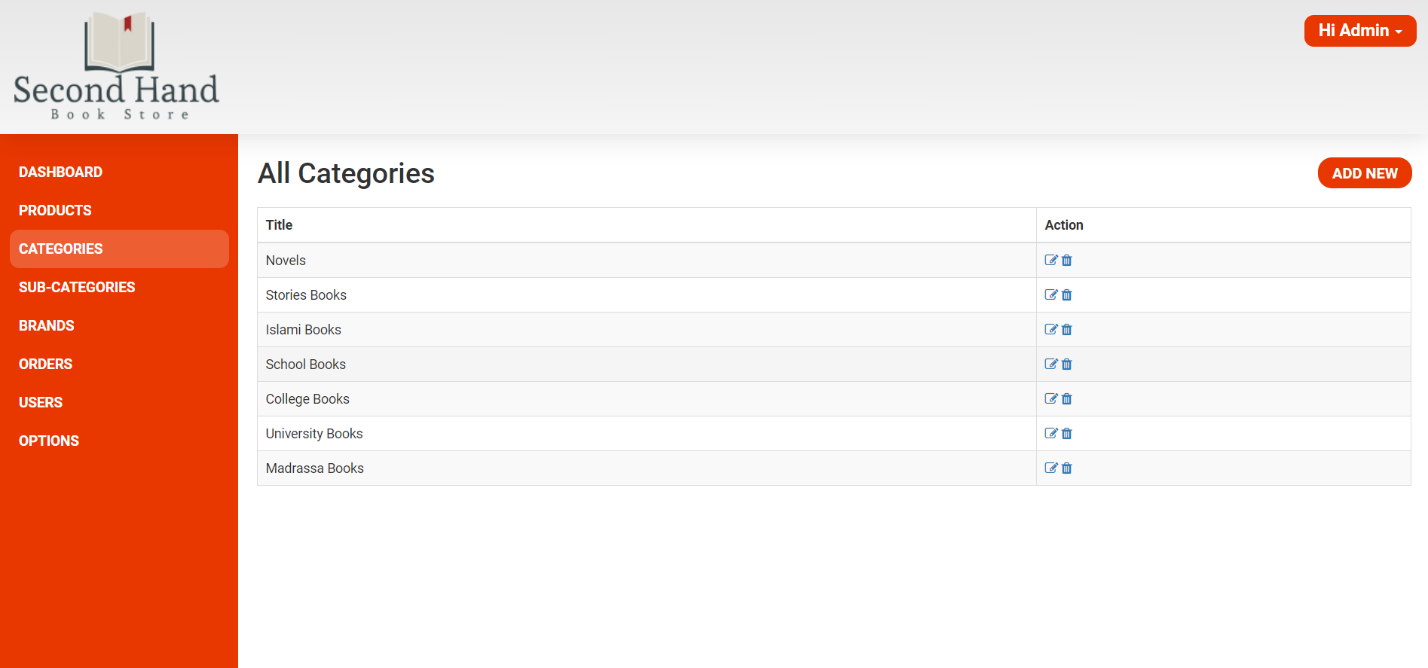 Second Hand
Book Store
Hi Admin
DASHBOARD
PRODUCTS
CATEGORIES
SUB-CATEGORIES
BRANDS
ORDERS
USERS
OPTIONS
All Categories
ADD NEW
Title Action
Novels
Stories Books
Islami Books
School Books
College Books
University Books
Madrassa Books